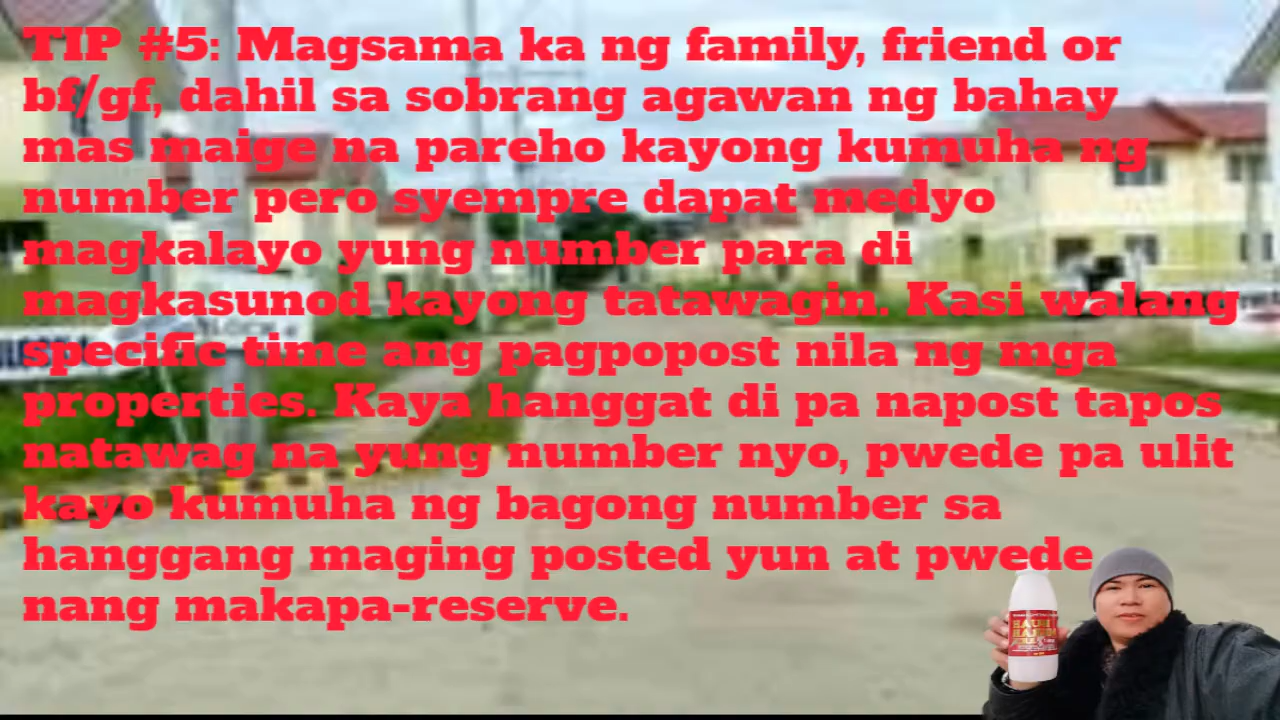 TIP #5: Magsama ka ng family, friend or
bf/gf, dahil sa sobrang agawan ng bahay
mas maige na pareho kayong kumuha ng
number pero syempre dapat medyo
magkalayo yung number para di
magkasunod kayong tatawagin. Kasi walang
specific time ang pagpopost nila ng mga
properties. Kaya hanggat di pa napost tapos
natawag na yung number nyo, pwede pa ulit
kayo kumuha ng bagong number sa
hanggang maging posted yun at pwede
nang makapa-reserve.